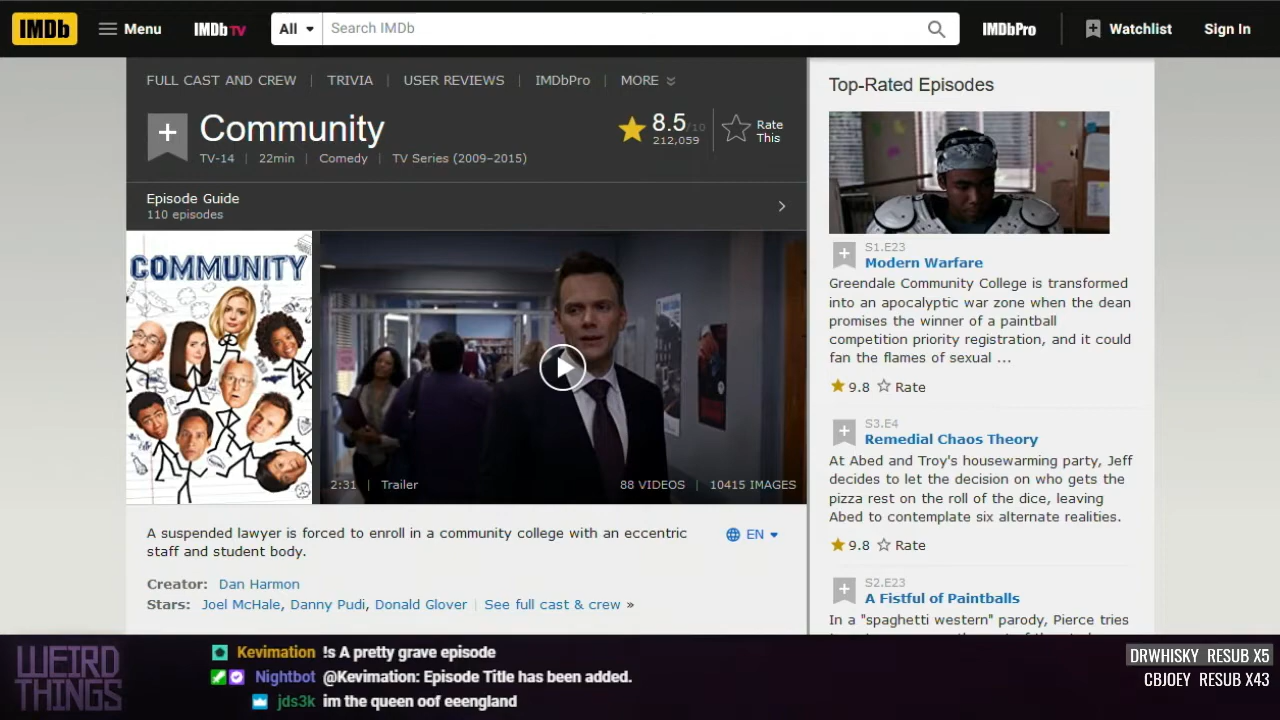 IMDb
Menu
IMDb TV
All
Search IMDb
IMDbPro
Watchlist
Sign In
FULL CAST AND CREW | TRIVIA | USER REVIEWS | IMDbPro | MORE
Community
TV-14 | 22min | Comedy | TV Series (2009–2015)
8.5/10
212,059
Rate
This
Episode Guide
110 episodes
COMMUNITY
2:31 | Trailer
88 VIDEOS | 10415 IMAGES
A suspended lawyer is forced to enroll in a community college with an eccentric
staff and student body.
EN
Creator: Dan Harmon
Stars: Joel McHale, Danny Pudi, Donald Glover | See full cast & crew »
Top-Rated Episodes
S1.E23
Modern Warfare
Greendale Community College is transformed
into an apocalyptic war zone when the dean
promises the winner of a paintball
competition priority registration, and it could
fan the flames of sexual ...
9.8 Rate
S3.E4
Remedial Chaos Theory
At Abed and Troy's housewarming party, Jeff
decides to let the decision on who gets the
pizza rest on the roll of the dice, leaving
Abed to contemplate six alternate realities.
9.8 Rate
S2.E23
A Fistful of Paintballs
In a "spaghetti western" parody, Pierce tries
WEIRD
THINGS
Kevimation !s A pretty grave episode
Nightbot @Kevimation: Episode Title has been added.
jds3k im the queen oof eeengland
DRWHISKY RESUB X5
CBJOEY RESUB X43